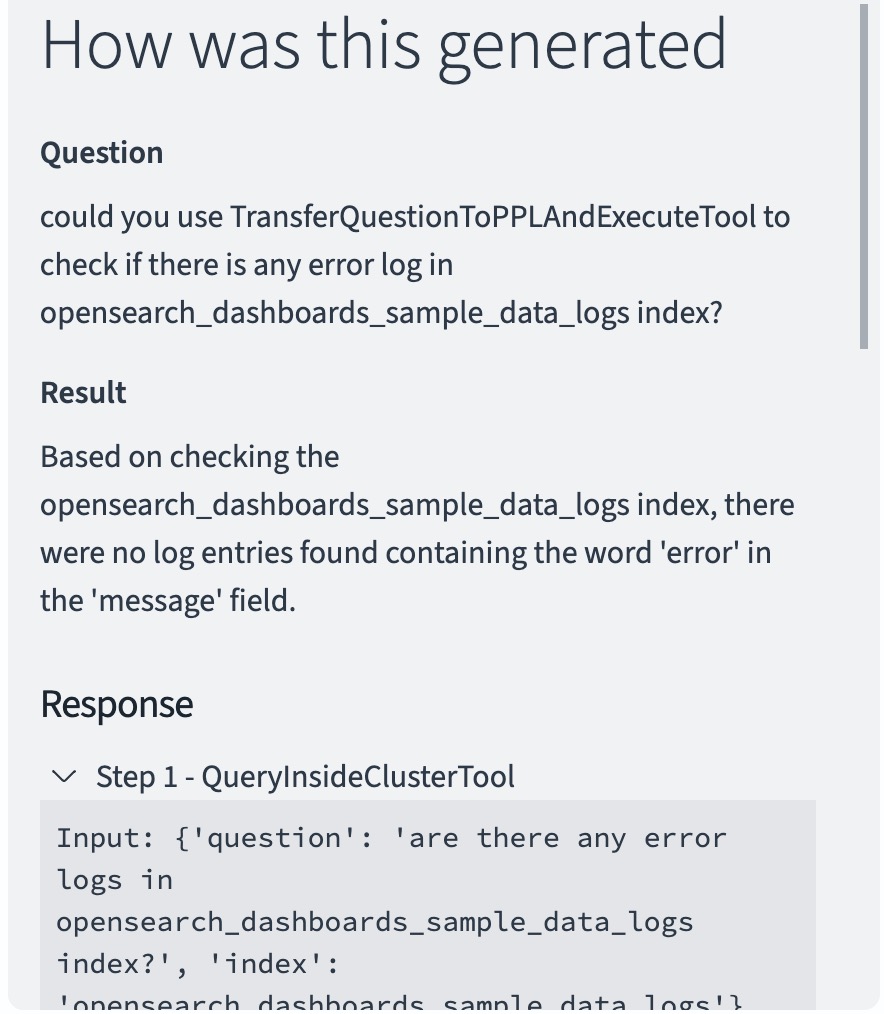 How was this generated
Question
could you use TransferQuestionToPPLAndExecuteTool to
check if there is any error log in
opensearch_dashboards_sample_data_logs index?
Result
Based on checking the
opensearch_dashboards_sample_data_logs index, there
were no log entries found containing the word 'error' in
the 'message' field.
Response
Step 1 - QueryInsideClusterTool
Input: {'question': 'are there any error
logs in
opensearch_dashboards_sample_data_logs
index?', 'index':
'opensearch_dashboards_sample_data_logs'}